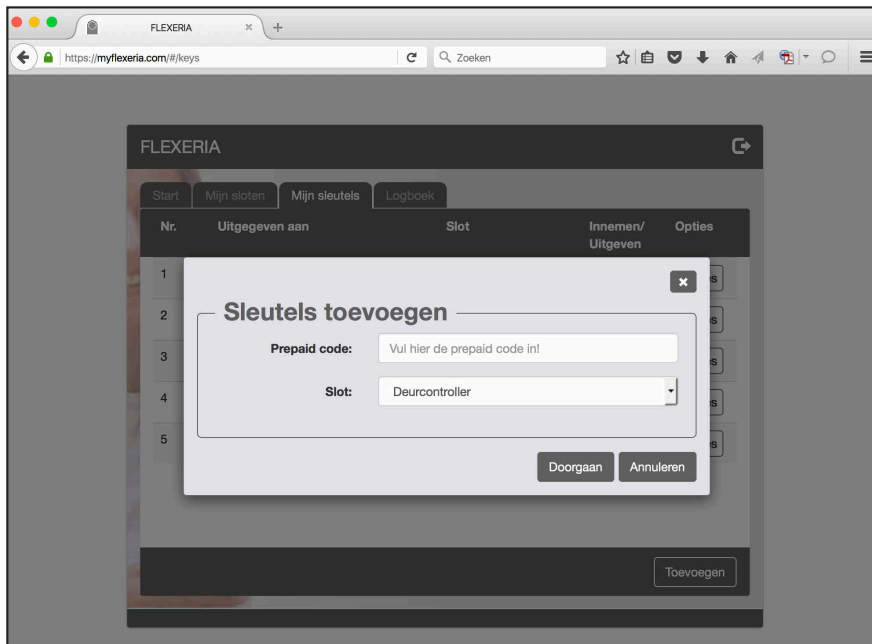 FLEXERIA
https://myflexeria.com/#/keys
Zoeken
FLEXERIA
Start Mijn sloten Mijn sleutels Logboek
Nr. Uitgegeven aan Slot Innemen/ Opties
Uitgeven
1 s
2 s
3 s
4 s
5 s
Sleutels toevoegen
Prepaid code: Vul hier de prepaid code in!
Slot: Deurcontroller
Doorgaan Annuleren
Toevoegen